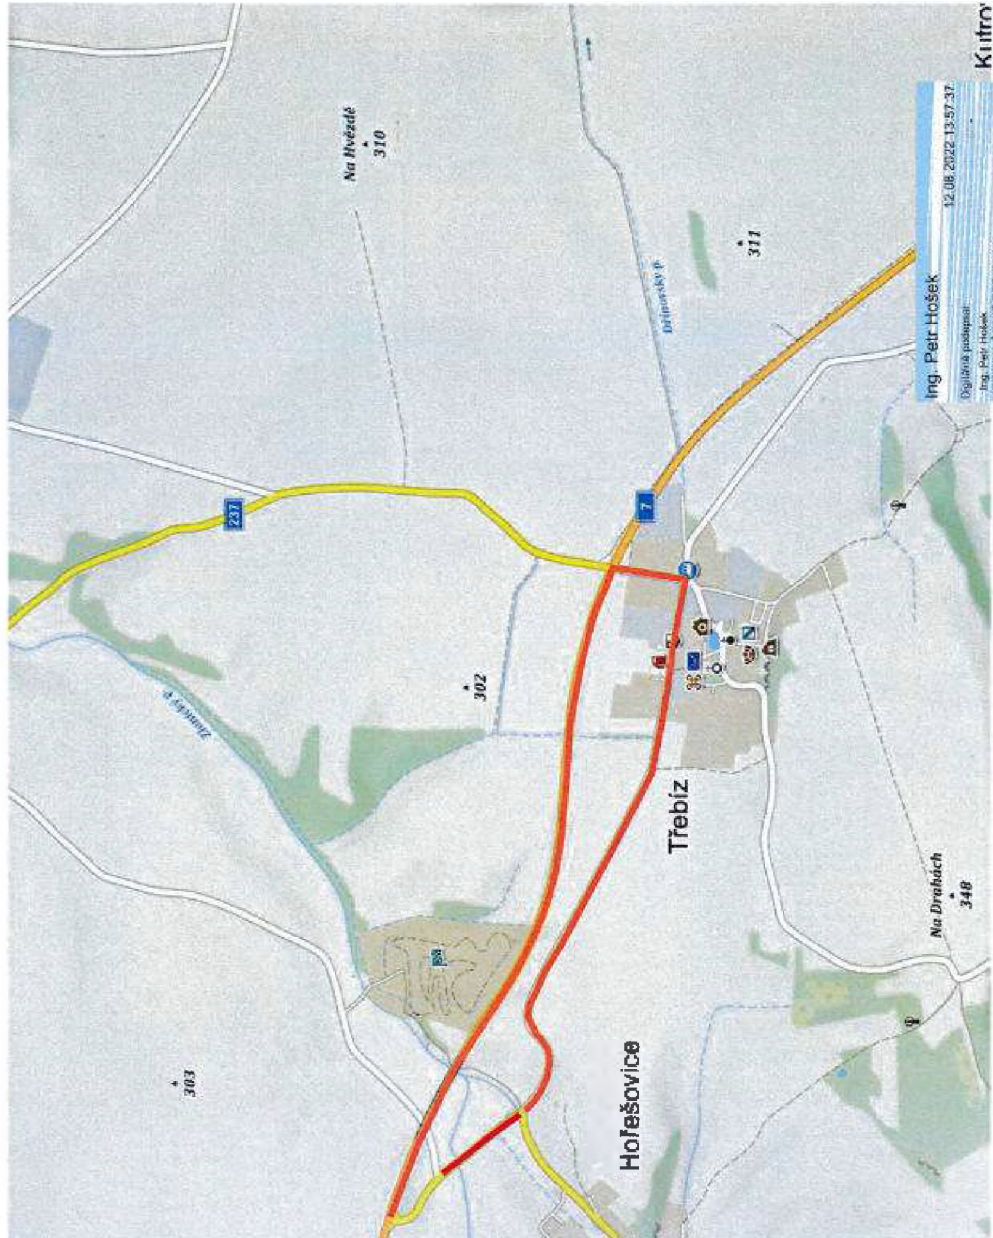 Kutrov
Na Hvězdě
310
Ing. Petr Hošek
12.08.2022 13:57:37
Digitálně podepsal:
Ing. Petr Hošek
311
Dřínovský p.
237
7
302
Zlonický p.
Třebíz
Na Drahách
348
303
Hořešovice